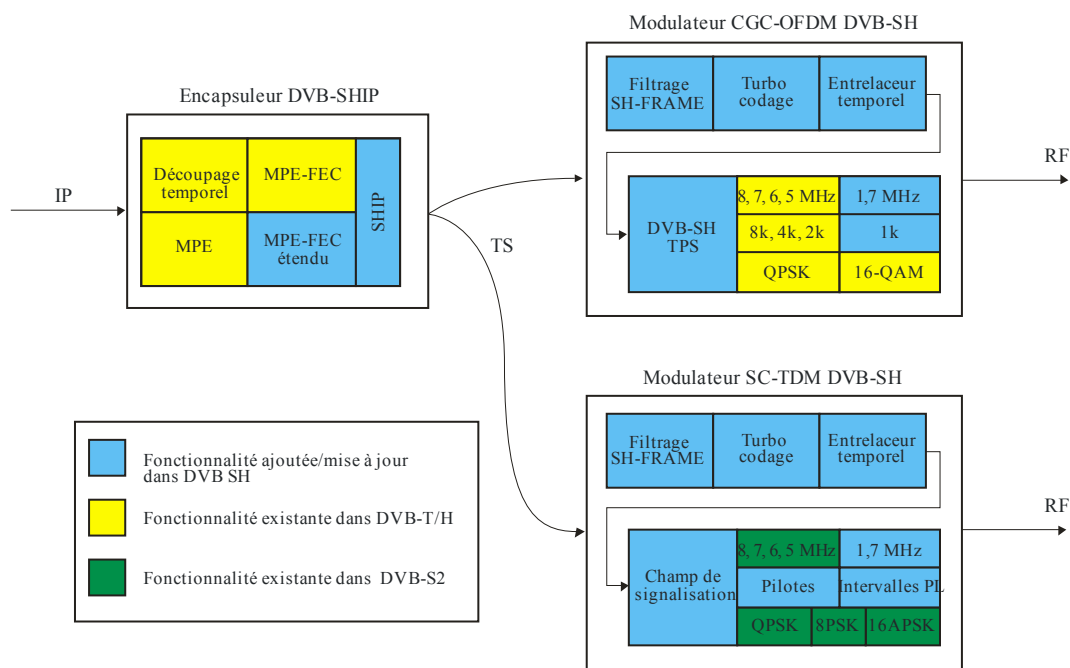 Modulateur CGC-OFDM DVB-SH
Filtrage
SH-FRAME
Turbo
codage
Entrelaceur
temporel
Encapsuleur DVB-SHIP
IP
Découpage
temporel
MPE-FEC
MPE
MPE-FEC
étendu
SHIP
TS
RF
DVB-SH
TPS
8, 7, 6, 5 MHz
1,7 MHz
8k, 4k, 2k
1k
QPSK
16-QAM
Modulateur SC-TDM DVB-SH
Filtrage
SH-FRAME
Turbo
codage
Entrelaceur
temporel
RF
Champ de
signalisation
8, 7, 6, 5 MHz
1,7 MHz
Pilotes
Intervalles PL
QPSK
8PSK
16APSK
Fonctionnalité ajoutée/mise à jour
dans DVB SH
Fonctionnalité existante dans DVB-T/H
Fonctionnalité existante dans DVB-S2